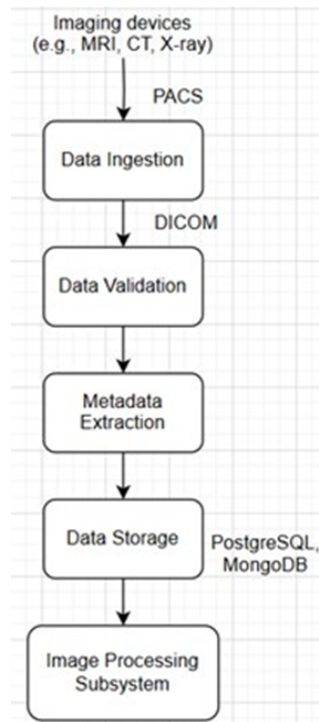 Imaging devices
(e.g., MRI, CT, X-ray)
PACS
Data Ingestion
DICOM
Data Validation
Metadata
Extraction
Data Storage
PostgreSQL,
MongoDB
Image Processing
Subsystem